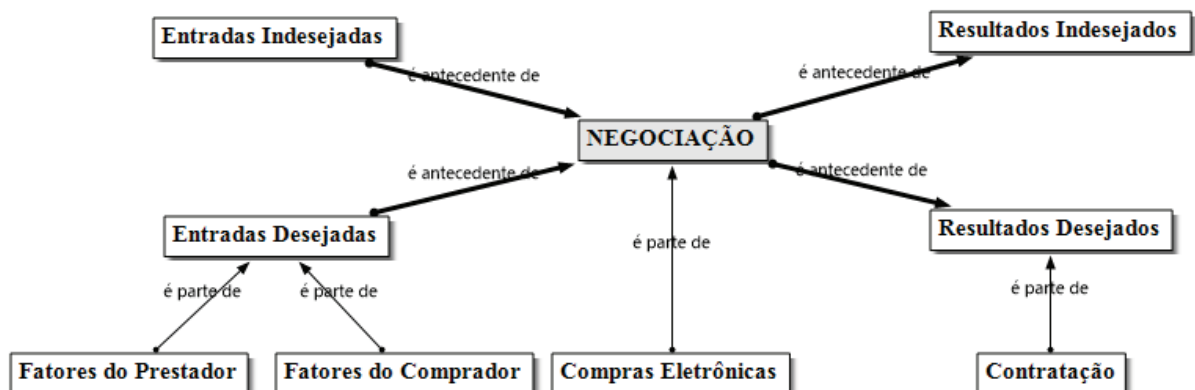 Entradas Indesejadas
Resultados Indesejados
é antecedente de
é antecedente de
NEGOCIAÇÃO
é antecedente de
é antecedente de
Entradas Desejadas
Resultados Desejados
é parte de
é parte de
é parte de
é parte de
Fatores do Prestador
Fatores do Comprador
Compras Eletrônicas
Contratação